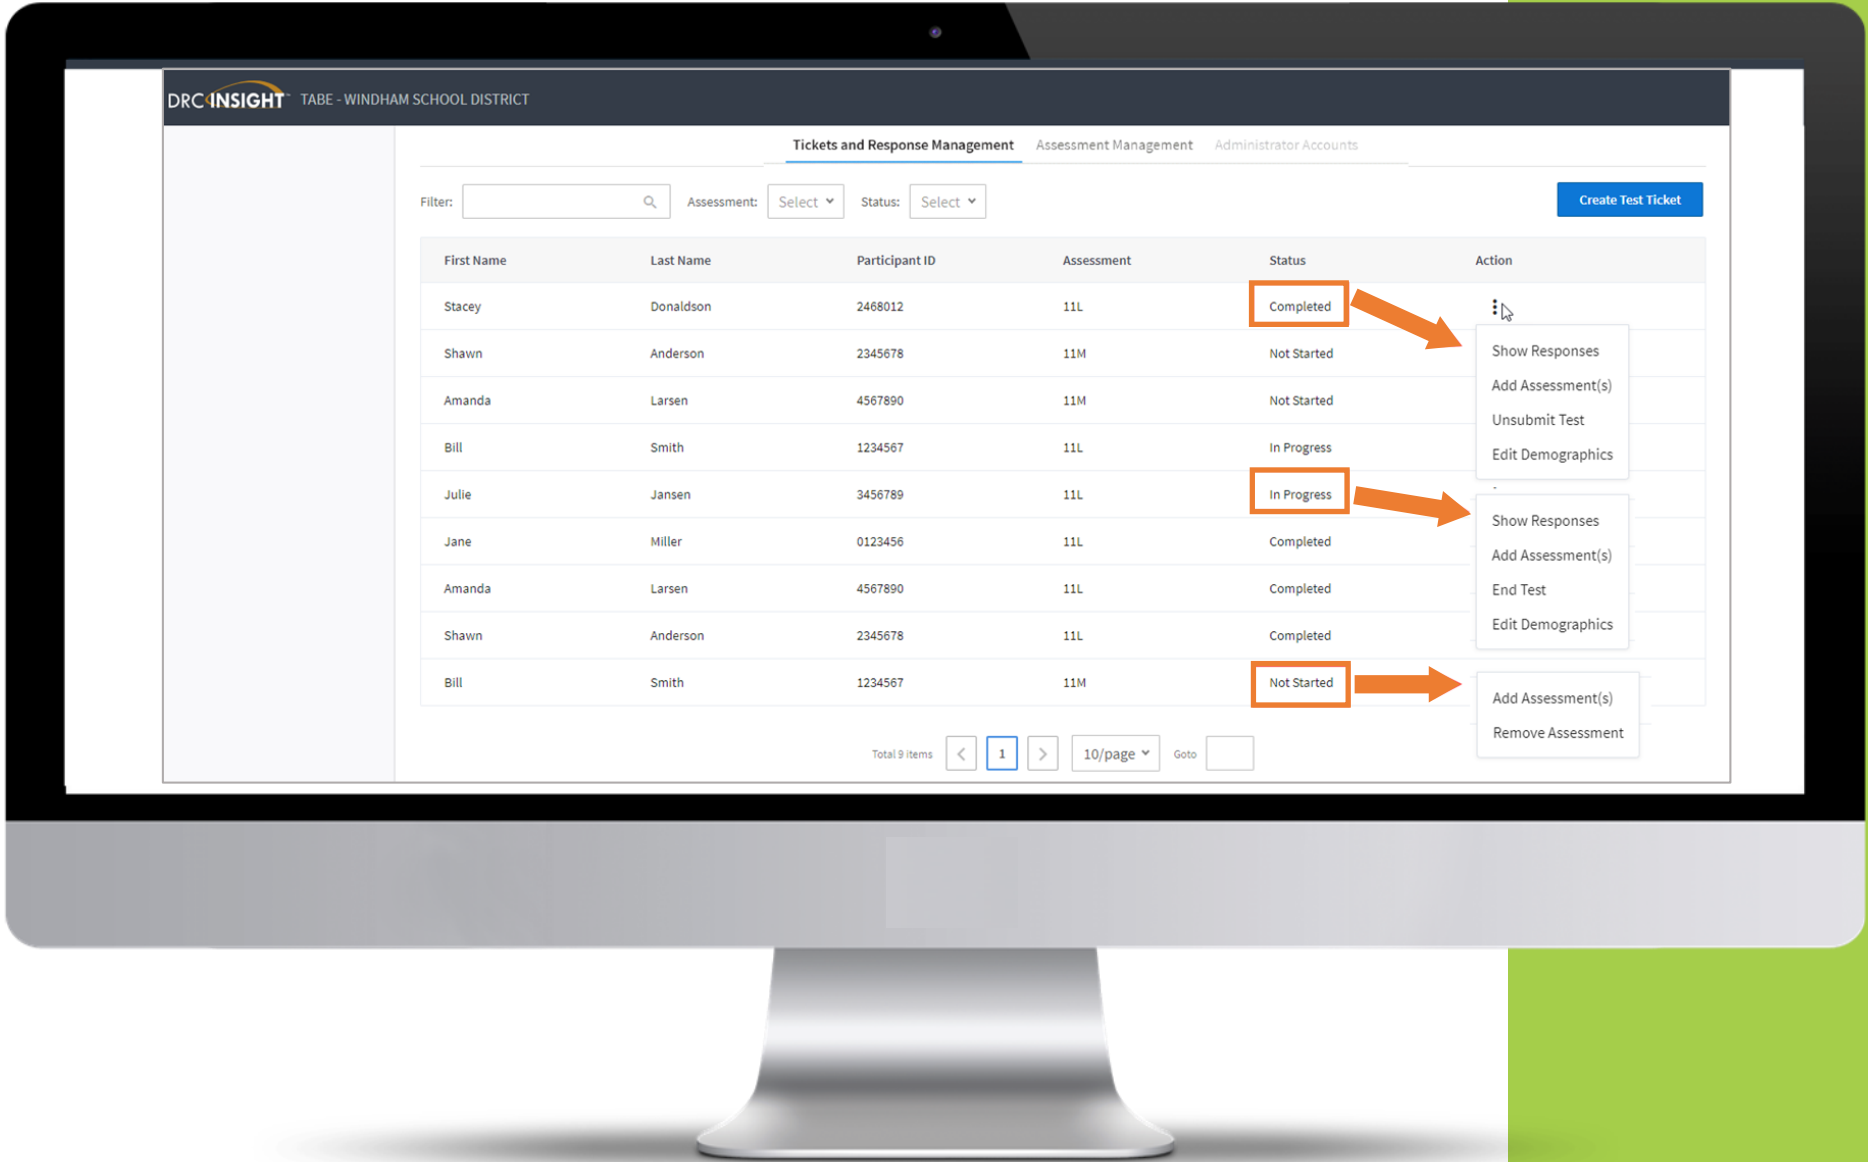 DRC INSIGHT™ TABE - WINDHAM SCHOOL DISTRICT
Tickets and Response Management Assessment Management Administrator Accounts
Filter: Assessment: Select Status: Select Create Test Ticket
First Name Last Name Participant ID Assessment Status Action
Stacey Donaldson 2468012 11L Completed
Shawn Anderson 2345678 11M Not Started
Show Responses
Add Assessment(s)
Unsubmit Test
Edit Demographics
Amanda Larsen 4567890 11M Not Started
Bill Smith 1234567 11L In Progress
Julie Jansen 3456789 11L In Progress
Show Responses
Add Assessment(s)
End Test
Edit Demographics
Jane Miller 0123456 11L Completed
Amanda Larsen 4567890 11L Completed
Shawn Anderson 2345678 11L Completed
Bill Smith 1234567 11M Not Started
Add Assessment(s)
Remove Assessment
Total 9 items < 1 > 10/page Goto